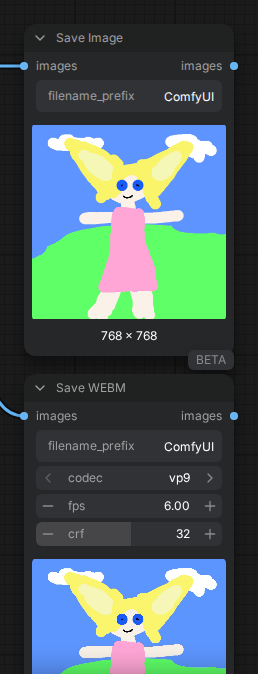 Save Image
images images
filename_prefix ComfyUI
768 × 768
BETA
Save WEBM
images images
filename_prefix ComfyUI
codec vp9
fps 6.00
crf 32